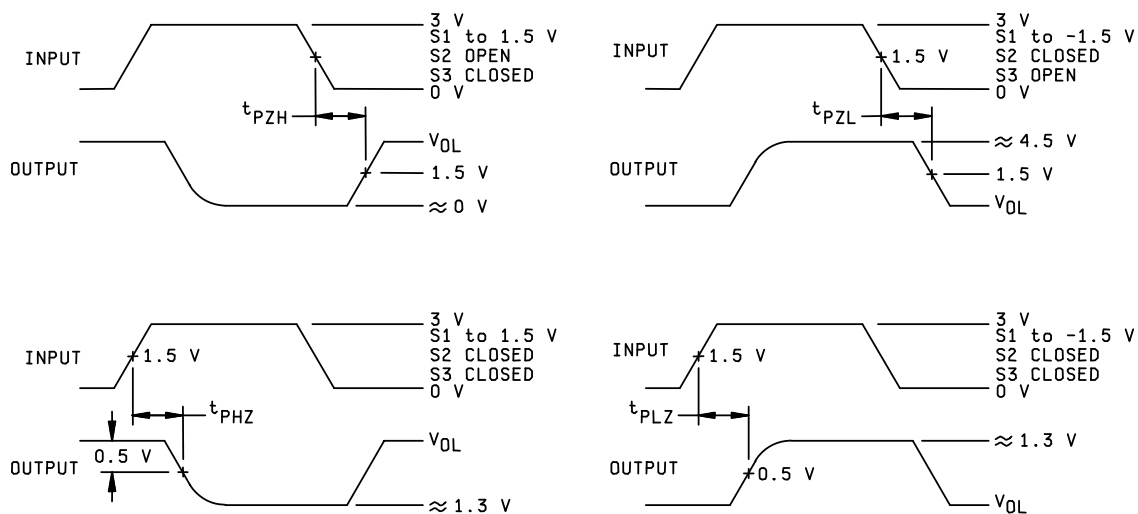 INPUT
3 V
S1 to 1.5 V
S2 OPEN
S3 CLOSED
0 V
tPZH
OUTPUT
VOL
1.5 V
≈ 0 V
INPUT
1.5 V
3 V
S1 to -1.5 V
S2 CLOSED
S3 OPEN
0 V
tPZL
OUTPUT
≈ 4.5 V
1.5 V
VOL
INPUT
1.5 V
3 V
S1 to 1.5 V
S2 CLOSED
S3 CLOSED
0 V
tPHZ
OUTPUT
0.5 V
VOL
≈ 1.3 V
INPUT
1.5 V
3 V
S1 to -1.5 V
S2 CLOSED
S3 CLOSED
0 V
tPLZ
OUTPUT
0.5 V
≈ 1.3 V
VOL